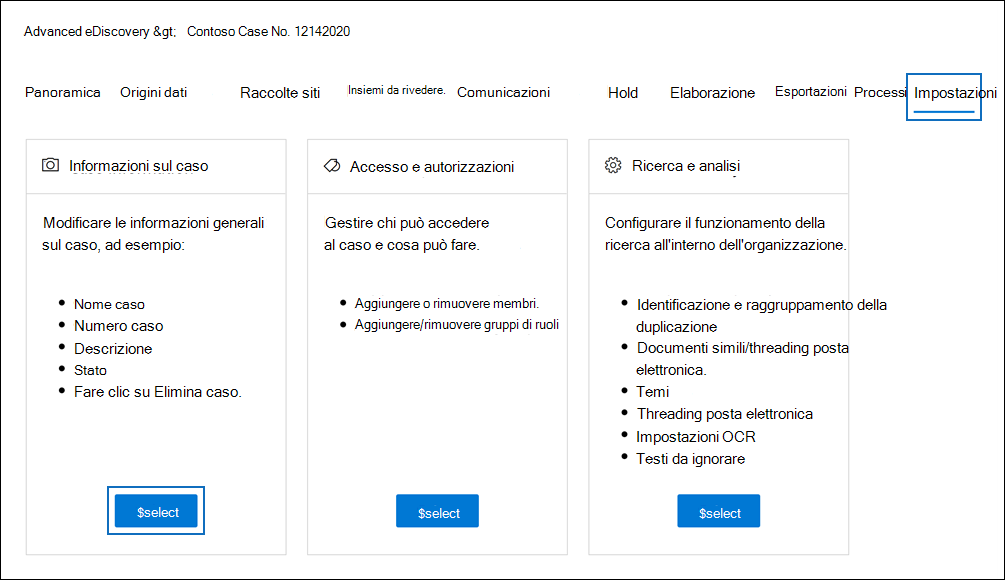 Advanced eDiscovery &gt; Contoso Case No. 12142020
Panoramica Origini dati Raccolte siti Insiemi da rivedere. Comunicazioni Hold Elaborazione Esportazioni Processi Impostazioni
Informazioni sul caso
Modificare le informazioni generali
sul caso, ad esempio:
• Nome caso
• Numero caso
• Descrizione
• Stato
• Fare clic su Elimina caso.
$select
Accesso e autorizzazioni
Gestire chi può accedere
al caso e cosa può fare.
• Aggiungere o rimuovere membri.
• Aggiungere/rimuovere gruppi di ruoli
$select
Ricerca e analisi
Configurare il funzionamento della
ricerca all'interno dell'organizzazione.
• Identificazione e raggruppamento della
duplicazione
• Documenti simili/threading posta
elettronica.
• Temi
• Threading posta elettronica
• Impostazioni OCR
• Testi da ignorare
$select